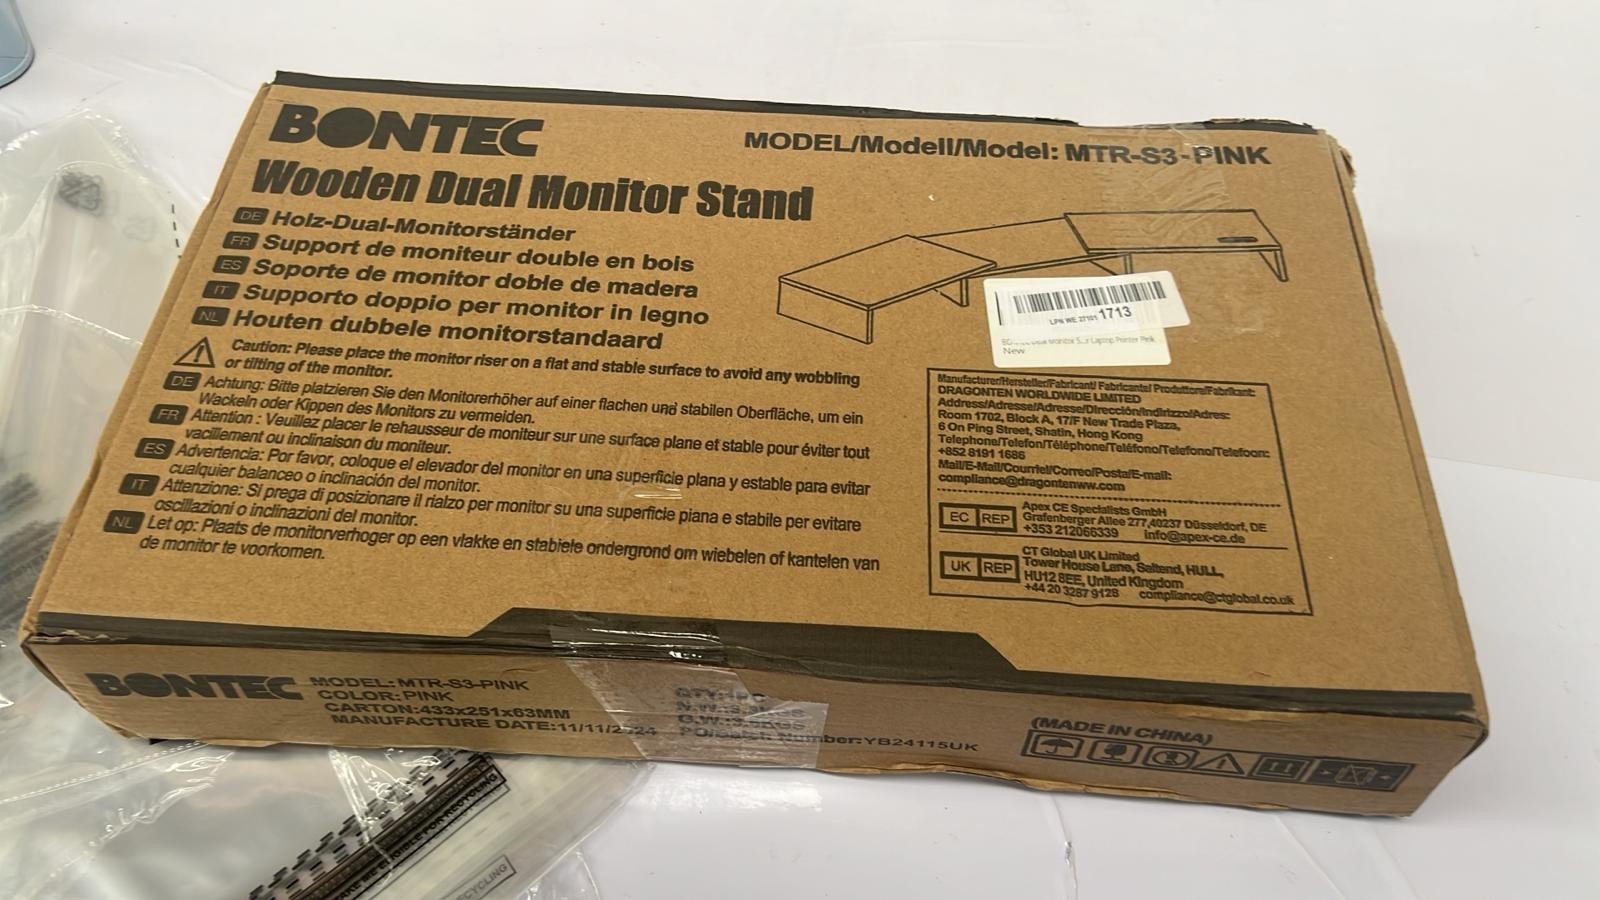 BONTEC
MODEL/Modell/Model: MTR-S3-PINK
Wooden Dual Monitor Stand
DE Holz-Dual-Monitorständer
FR Support de moniteur double en bois
ES Soporte de monitor doble de madera
IT Supporto doppio per monitor in legno
NL Houten dubbele monitorstandaard
Caution: Please place the monitor riser on a flat and stable surface to avoid any wobbling
or tilting of the monitor.
DE Achtung: Bitte platzieren Sie den Monitorerhöher auf einer flachen und stabilen Oberfläche, um ein
Wackeln oder Kippen des Monitors zu vermeiden.
FR Attention : Veuillez placer le rehausseur de moniteur sur une surface plane et stable pour éviter tout
vacillement ou inclinaison du moniteur.
ES Advertencia: Por favor, coloque el elevador del monitor en una superficie plana y estable para evitar
cualquier balanceo o inclinación del monitor.
IT Attenzione: Si prega di posizionare il rialzo per monitor su una superficie piana e stabile per evitare
oscillazioni o inclinazioni del monitor.
NL Let op: Plaats de monitorverhoger op een vlakke en stabiele ondergrond om wiebelen of kantelen van
de monitor te voorkomen.
LPN WE 27101 1713
Monitor S...r Laptop Printer Pink
New
Manufacturer/Hersteller/Fabricant/ Fabricante/ Produttore/Fabrikant:
DRAGONTEN WORLDWIDE LIMITED
Address/Adresse/Adresse/Dirección/Indirizzo/Adres:
Room 1702, Block A, 17/F New Trade Plaza,
6 On Ping Street, Shatin, Hong Kong
Telephone/Telefon/Téléphone/Teléfono/Telefono/Telefoon:
+852 8191 1686
Mail/E-Mail/Courriel/Correo/Posta/E-mail:
compliance@dragontenww.com
EC REP
Apex CE Specialists GmbH
Grafenberger Allee 277,40237 Düsseldorf, DE
+353 212066339 info@apex-ce.de
UK REP
CT Global UK Limited
Tower House Lane, Saltend, HULL,
HU12 8EE, United Kingdom
+44 20 3287 9128 compliance@ctglobal.co.uk
BONTEC
MODEL: MTR-S3-PINK
COLOR: PINK
CARTON:433x251x63MM
MANUFACTURE DATE:11/11/2024
N.W.:
G.W.:
PO/Batch Number:YB24115UK
(MADE IN CHINA)
RECYCLING